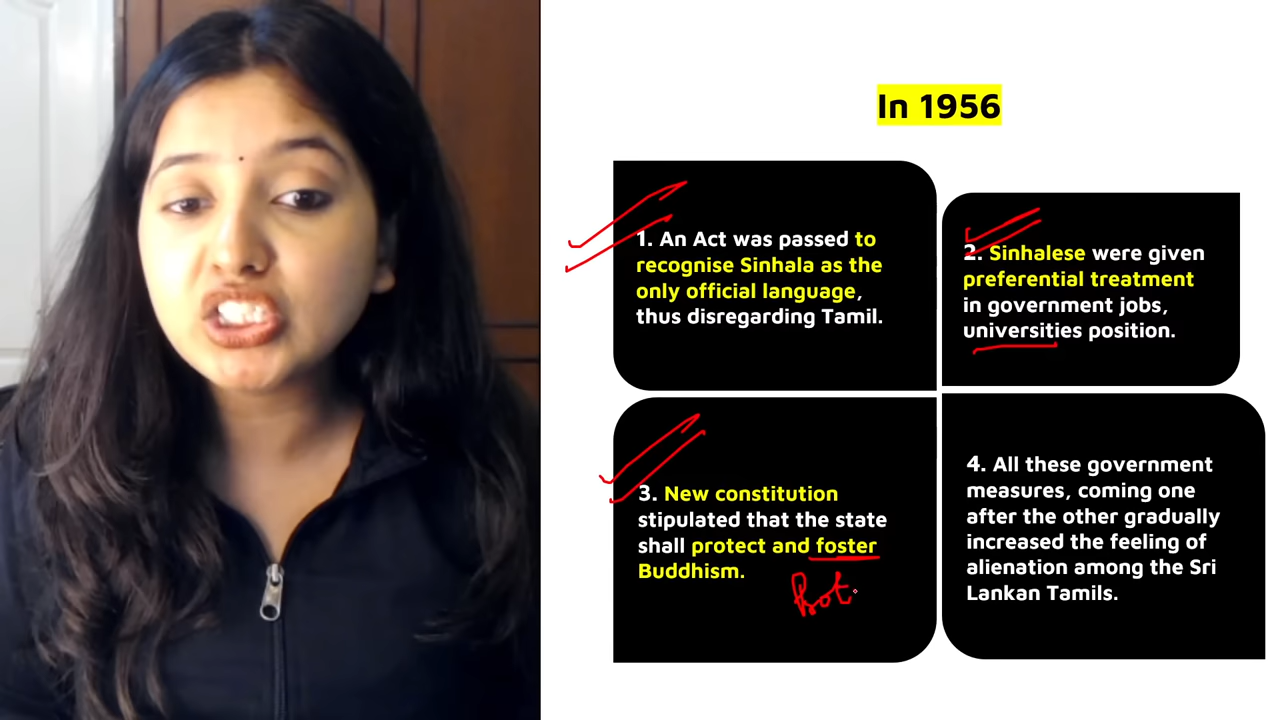 In 1956
1. An Act was passed to
recognise Sinhala as the
only official language,
thus disregarding Tamil.
2. Sinhalese were given
preferential treatment
in government jobs,
universities position.
3. New constitution
stipulated that the state
shall protect and foster
Buddhism.
4. All these government
measures, coming one
after the other gradually
increased the feeling of
alienation among the Sri
Lankan Tamils.